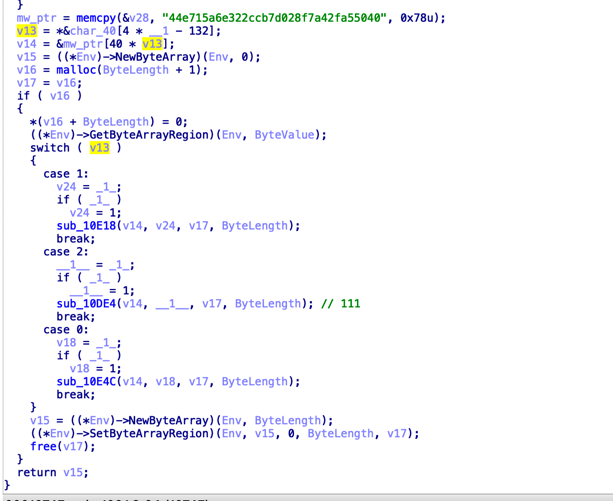 }
mw_ptr = memcpy(&v28, "44e715a6e322ccb7d028f7a42fa55040", 0x78u);
v13 = *&char_40[4 * __1 - 132];
v14 = &mw_ptr[40 * v13];
v15 = ((*Env)->NewByteArray)(Env, 0);
v16 = malloc(ByteLength + 1);
v17 = v16;
if ( v16 )
{
*(v16 + ByteLength) = 0;
((*Env)->GetByteArrayRegion)(Env, ByteValue);
switch ( v13 )
{
case 1:
v24 = _1_;
if ( _1_ )
v24 = 1;
sub_10E18(v14, v24, v17, ByteLength);
break;
case 2:
__1__ = _1_;
if ( _1_ )
__1__ = 1;
sub_10DE4(v14, __1__, v17, ByteLength); // 111
break;
case 0:
v18 = _1_;
if ( _1_ )
v18 = 1;
sub_10E4C(v14, v18, v17, ByteLength);
break;
}
v15 = ((*Env)->NewByteArray)(Env, ByteLength);
((*Env)->SetByteArrayRegion)(Env, v15, 0, ByteLength, v17);
free(v17);
}
return v15;
}